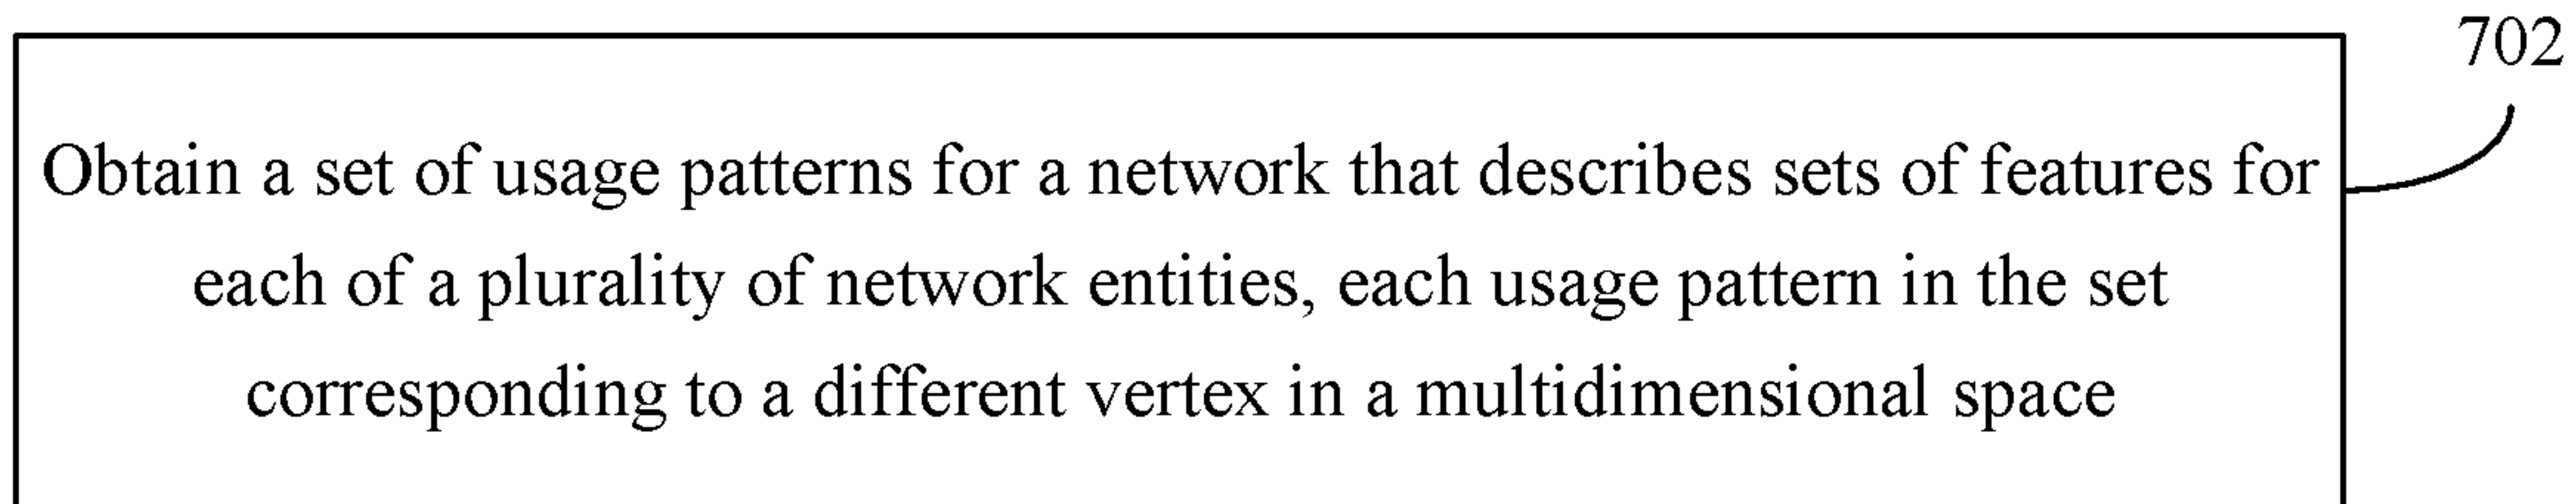 702
Obtain a set of usage patterns for a network that describes sets of features for
each of a plurality of network entities, each usage pattern in the set
corresponding to a different vertex in a multidimensional space